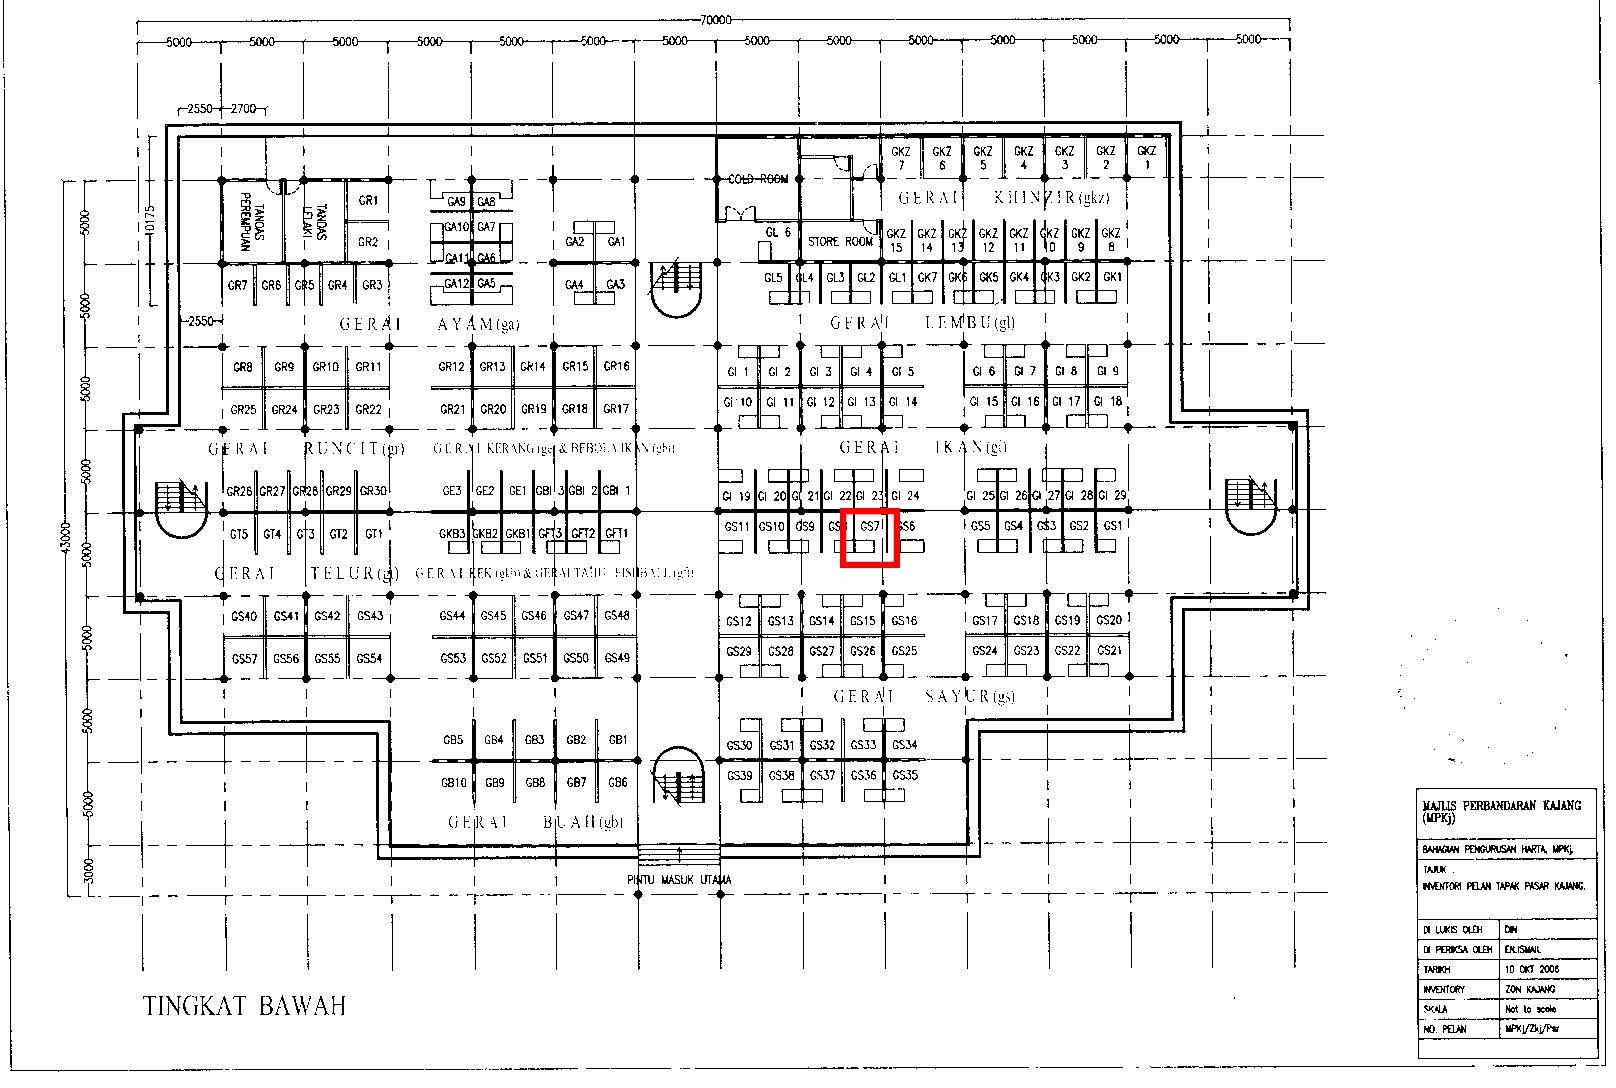 70000
5000 5000 5000 5000 5000 5000 5000 5000 5000 5000 5000 5000 5000 5000
2550 2700
GKZ 7 GKZ 6 GKZ 5 GKZ 4 GKZ 3 GKZ 2 GKZ 1
COLD ROOM
TANDAS PEREMPUAN
TANDAS LELAKI
GR1
GA9 GA8
GERAI KHINZIR(gkz)
10175
GR2
GA10 GA7
GA2 GA1
GL 6
STORE ROOM
GKZ 15 GKZ 14 GKZ 13 GKZ 12 GKZ 11 GKZ 10 GKZ 9 GKZ 8
GA11 GA6
GR7 GR6 GR5 GR4 GR3
GA12 GA5
GA4 GA3
GL5 GL4 GL3 GL2 GL1 GK7 GK6 GK5 GK4 GK3 GK2 GK1
2550
GERAI AYAM(ga)
GERAI LEMBU(gl)
GR8 GR9 GR10 GR11 GR12 GR13 GR14 GR15 GR16
GI 1 GI 2 GI 3 GI 4 GI 5 GI 6 GI 7 GI 8 GI 9
GR25 GR24 GR23 GR22 GR21 GR20 GR19 GR18 GR17
GI 10 GI 11 GI 12 GI 13 GI 14 GI 15 GI 16 GI 17 GI 18
GERAI RUNCIT(gr)
GERAI KERANG(ge) & BEBOLA IKAN(gbi)
GERAI IKAN(gi)
GR26 GR27 GR28 GR29 GR30 GE3 GE2 GE1 GBI 3 GBI 2 GBI 1
GI 19 GI 20 GI 21 GI 22 GI 23 GI 24 GI 25 GI 26 GI 27 GI 28 GI 29
GT5 GT4 GT3 GT2 GT1 GKB3 GKB2 GKB1 GFT3 GFT2 GFT1
GS11 GS10 GS9 GS7 GS6 GS5 GS4 GS3 GS2 GS1
GERAI TELUR(gt)
GS40 GS41 GS42 GS43 GS44 GS45 GS46 GS47 GS48
GS12 GS13 GS14 GS15 GS16 GS17 GS18 GS19 GS20
GS57 GS56 GS55 GS54 GS53 GS52 GS51 GS50 GS49
GS29 GS28 GS27 GS26 GS25 GS24 GS23 GS22 GS21
GERAI SAYUR(gs)
GB5 GB4 GB3 GB2 GB1
GS30 GS31 GS32 GS33 GS34
GB10 GB9 GB8 GB7 GB6
GS39 GS38 GS37 GS36 GS35
GERAI BUAH(gb)
PINTU MASUK UTAMA
5000
5000
5000
5000
5000
5000
5000
5000
3000
43000
TINGKAT BAWAH
MAJLIS PERBANDARAN KAJANG
(MPKj)
BAHAGIAN PENGURUSAN HARTA, MPKj.
TAJUK .
INVENTORI PELAN TAPAK PASAR KAJANG.
DI LUKIS OLEH DIN
DI PERIKSA OLEH EN.ISMAIL
TARIKH 10 OKT 2006
INVENTORY ZON KAJANG
SKALA Not to scale
NO. PELAN MPKj/Zkj/Psr